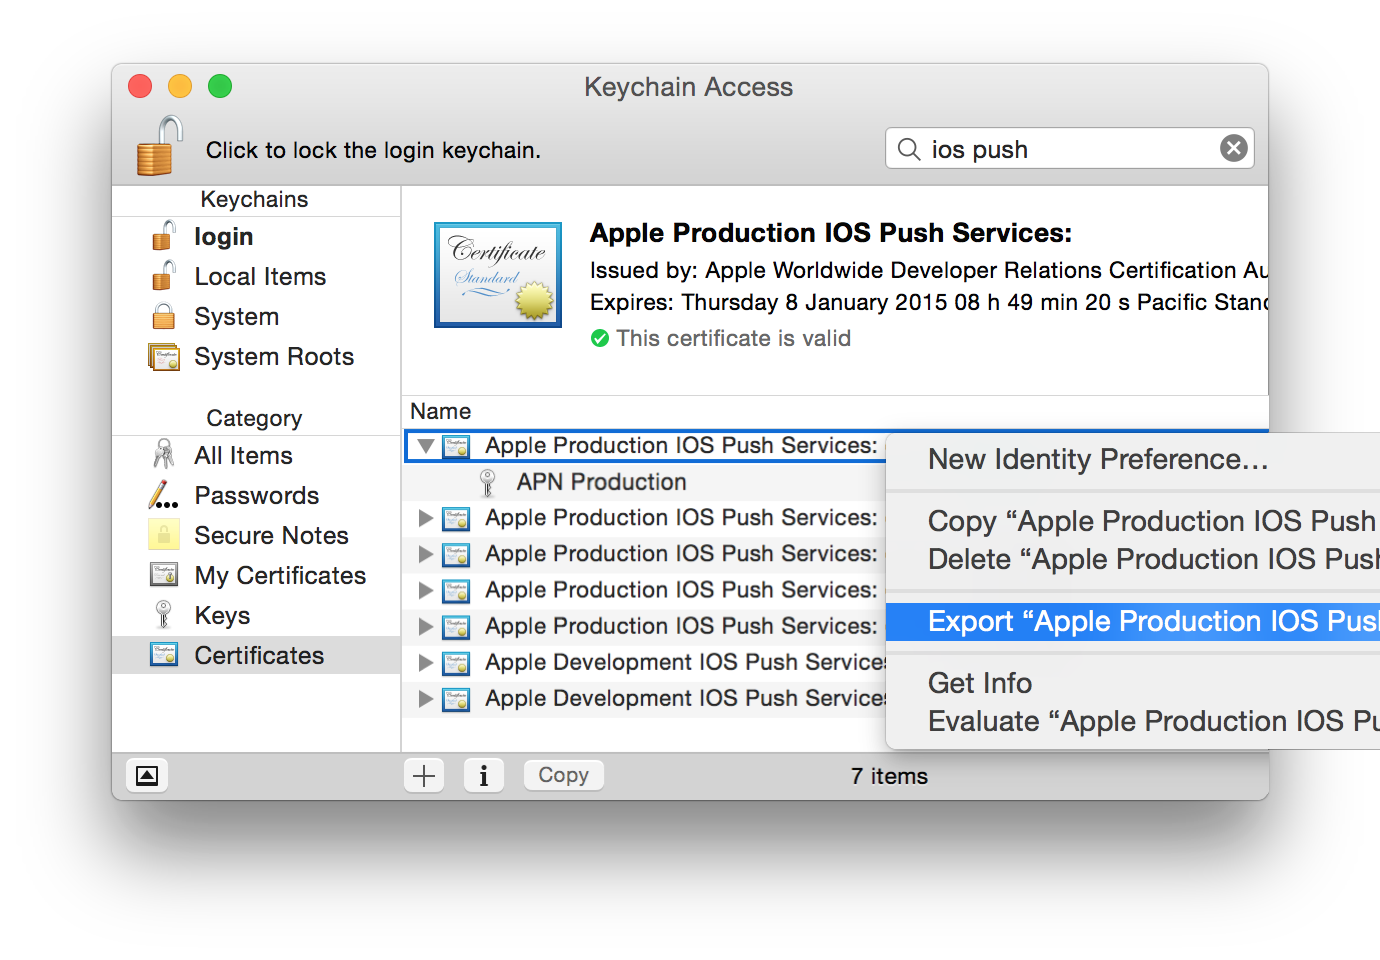 Keychain Access
Click to lock the login keychain.
ios push
Keychains
login
Local Items
System
System Roots
Category
All Items
Passwords
Secure Notes
My Certificates
Keys
Certificates
Certificate
Standard
Apple Production IOS Push Services:
Issued by: Apple Worldwide Developer Relations Certification Au
Expires: Thursday 8 January 2015 08 h 49 min 20 s Pacific Stand
This certificate is valid
Name
Apple Production IOS Push Services:
APN Production
Apple Production IOS Push Services:
Apple Production IOS Push Services:
Apple Production IOS Push Services:
Apple Production IOS Push Services:
Apple Development IOS Push Services
Apple Development IOS Push Services
New Identity Preference…
Copy “Apple Production IOS Push
Delete “Apple Production IOS Push
Export “Apple Production IOS Push
Get Info
Evaluate “Apple Production IOS Pu
Copy
7 items